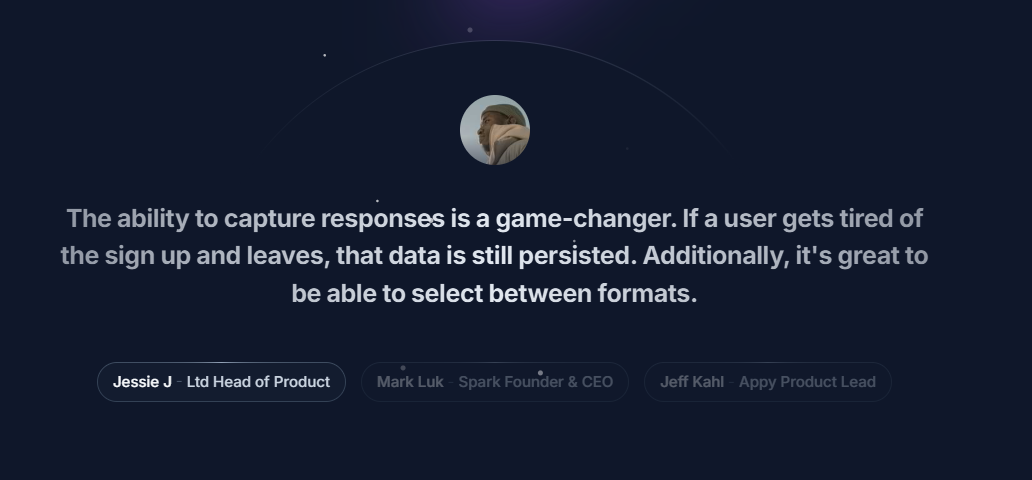 The ability to capture responses is a game-changer. If a user gets tired of
the sign up and leaves, that data is still persisted. Additionally, it's great to
be able to select between formats.
Jessie J - Ltd Head of Product
Mark Luk - Spark Founder & CEO
Jeff Kahl - Appy Product Lead